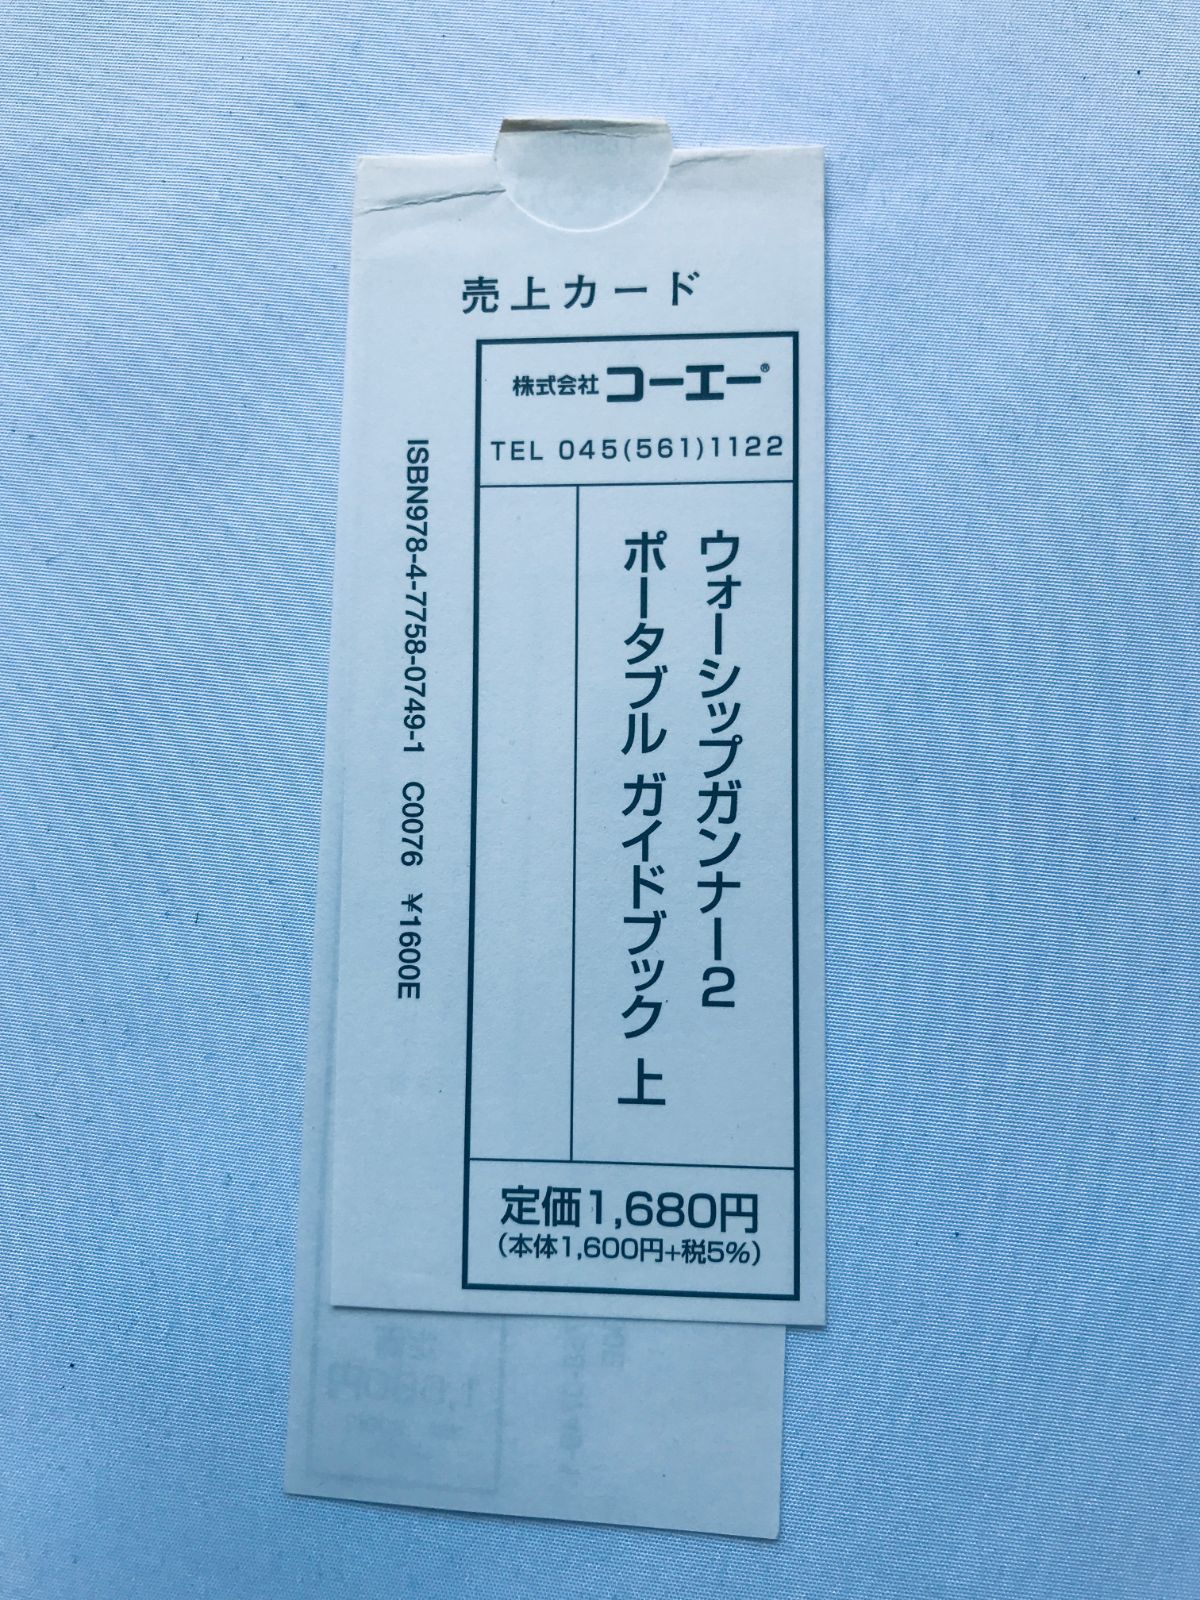 売上カード
株式会社コーエー®
TEL 045(561)1122
ウォーシップガンナー2
ポータブル ガイドブック 上
定価1,680円
(本体1,600円+税5%)
ISBN978-4-7758-0749-1 C0076 ¥1600E